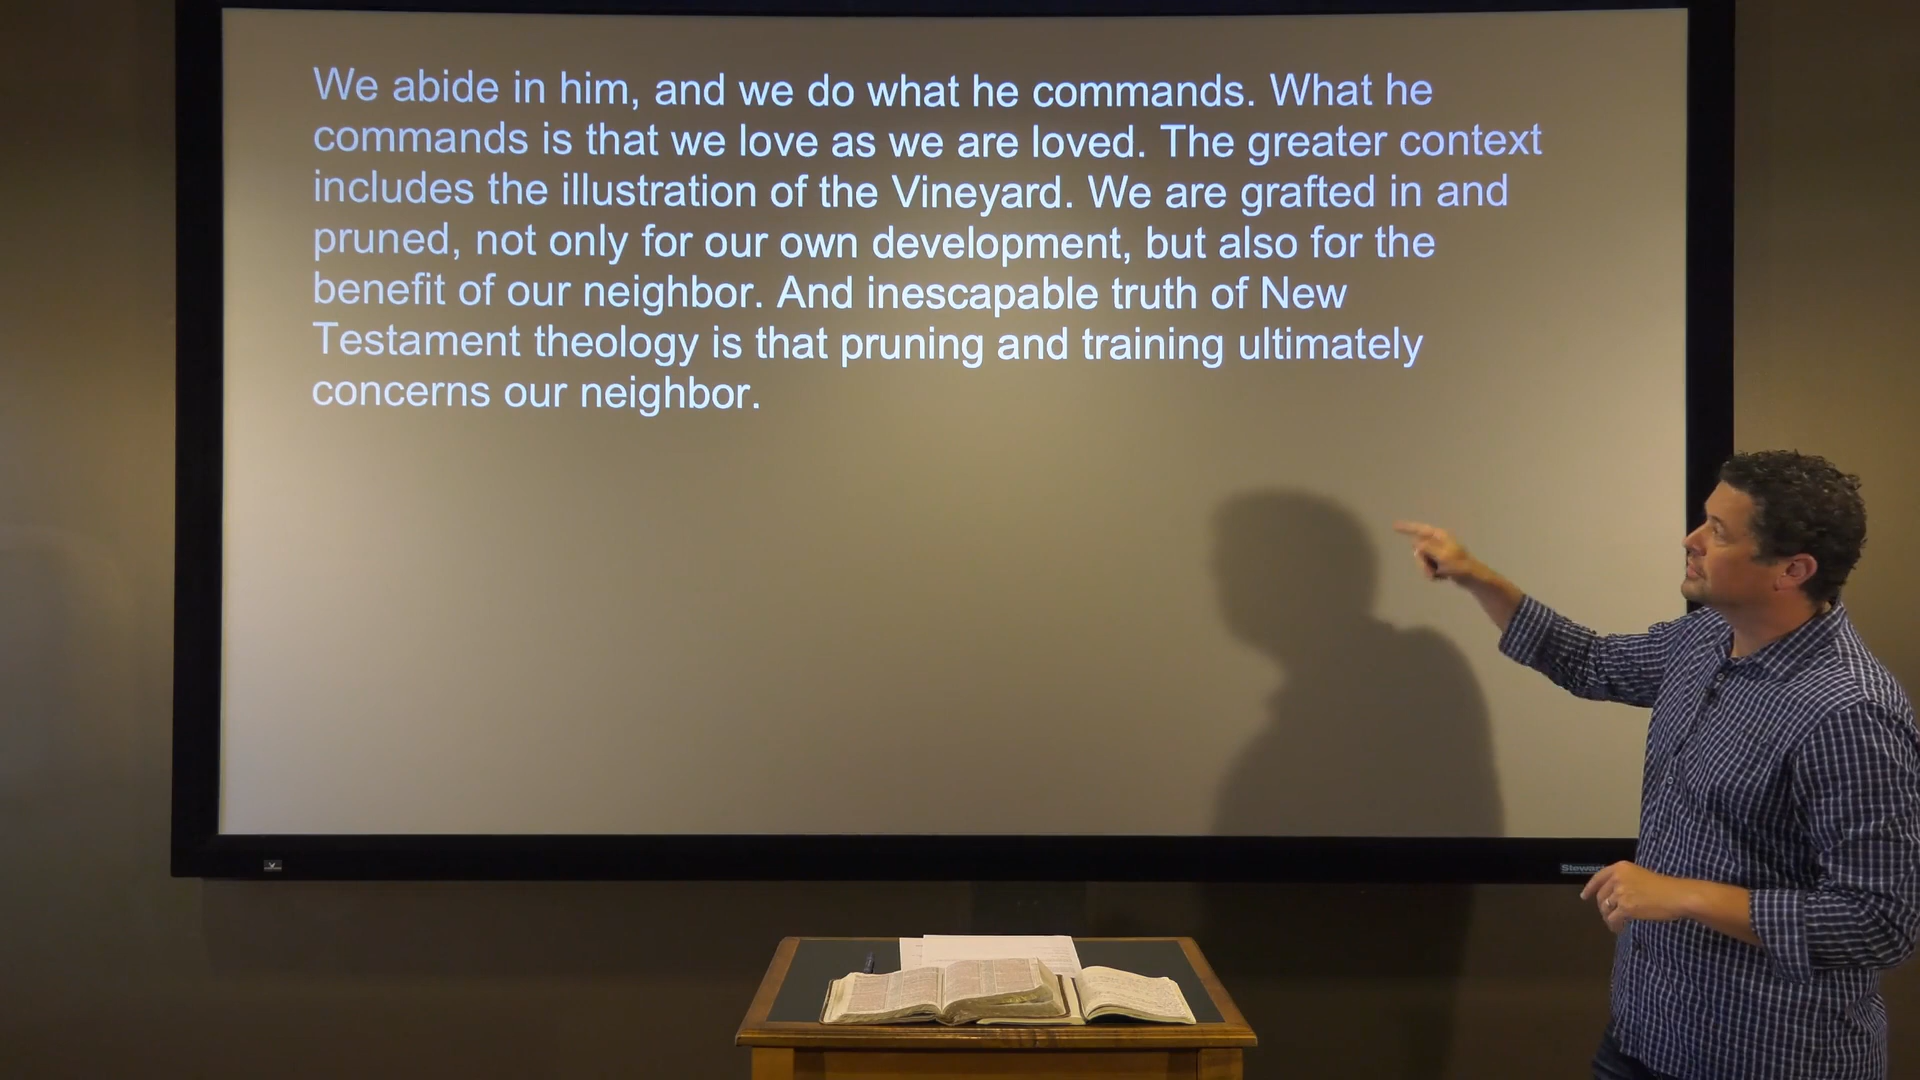 We abide in him, and we do what he commands. What he
commands is that we love as we are loved. The greater context
includes the illustration of the Vineyard. We are grafted in and
pruned, not only for our own development, but also for the
benefit of our neighbor. And inescapable truth of New
Testament theology is that pruning and training ultimately
concerns our neighbor.